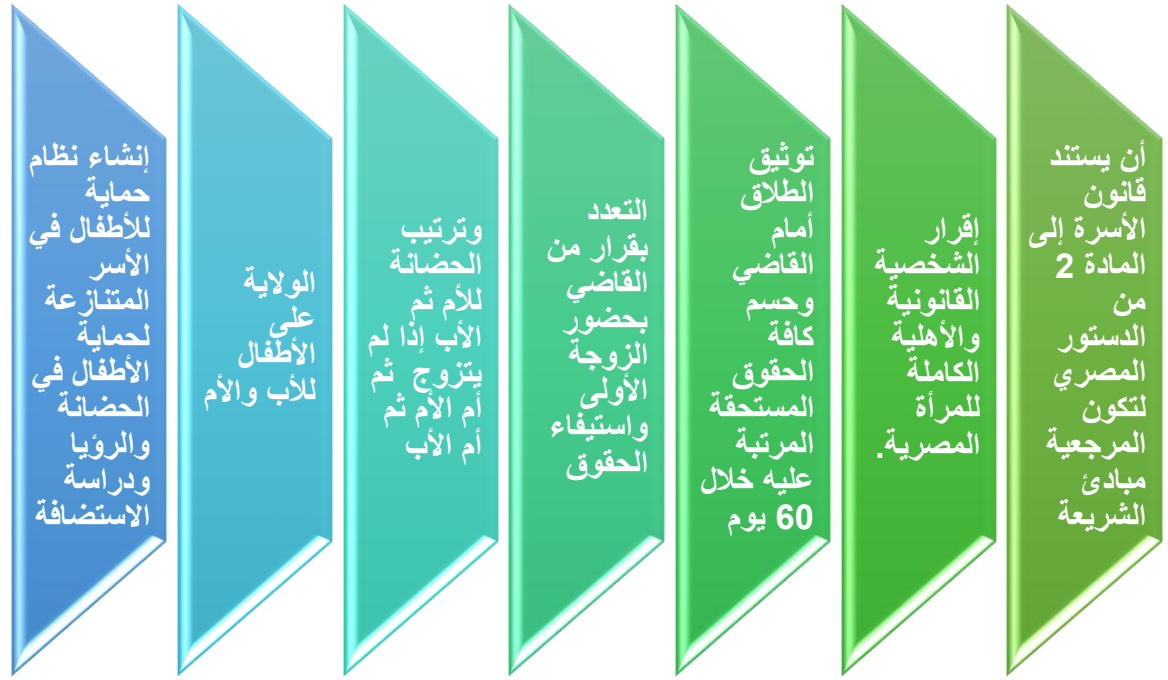 أن يستند
قانون
الأسرة إلى
المادة 2
من
الدستور
المصري
لتكون
المرجعية
مبادئ
الشريعة
إقرار
الشخصية
القانونية
والأهلية
الكاملة
للمرأة
المصرية.
توثيق
الطلاق
أمام
القاضي
وحسم
كافة
الحقوق
المستحقة
المرتبة
عليه خلال
60 يوم
التعدد
بقرار من
القاضي
بحضور
الزوجة
الأولى
واستيفاء
الحقوق
وترتيب
الحضانة
للأم ثم
الأب إذا لم
يتزوج ثم
أم الأم ثم
أم الأب
الولاية
على
الأطفال
للأب والأم
إنشاء نظام
حماية
للأطفال في
الأسر
المتنازعة
لحماية
الأطفال في
الحضانة
والرؤيا
ودراسة
الاستضافة